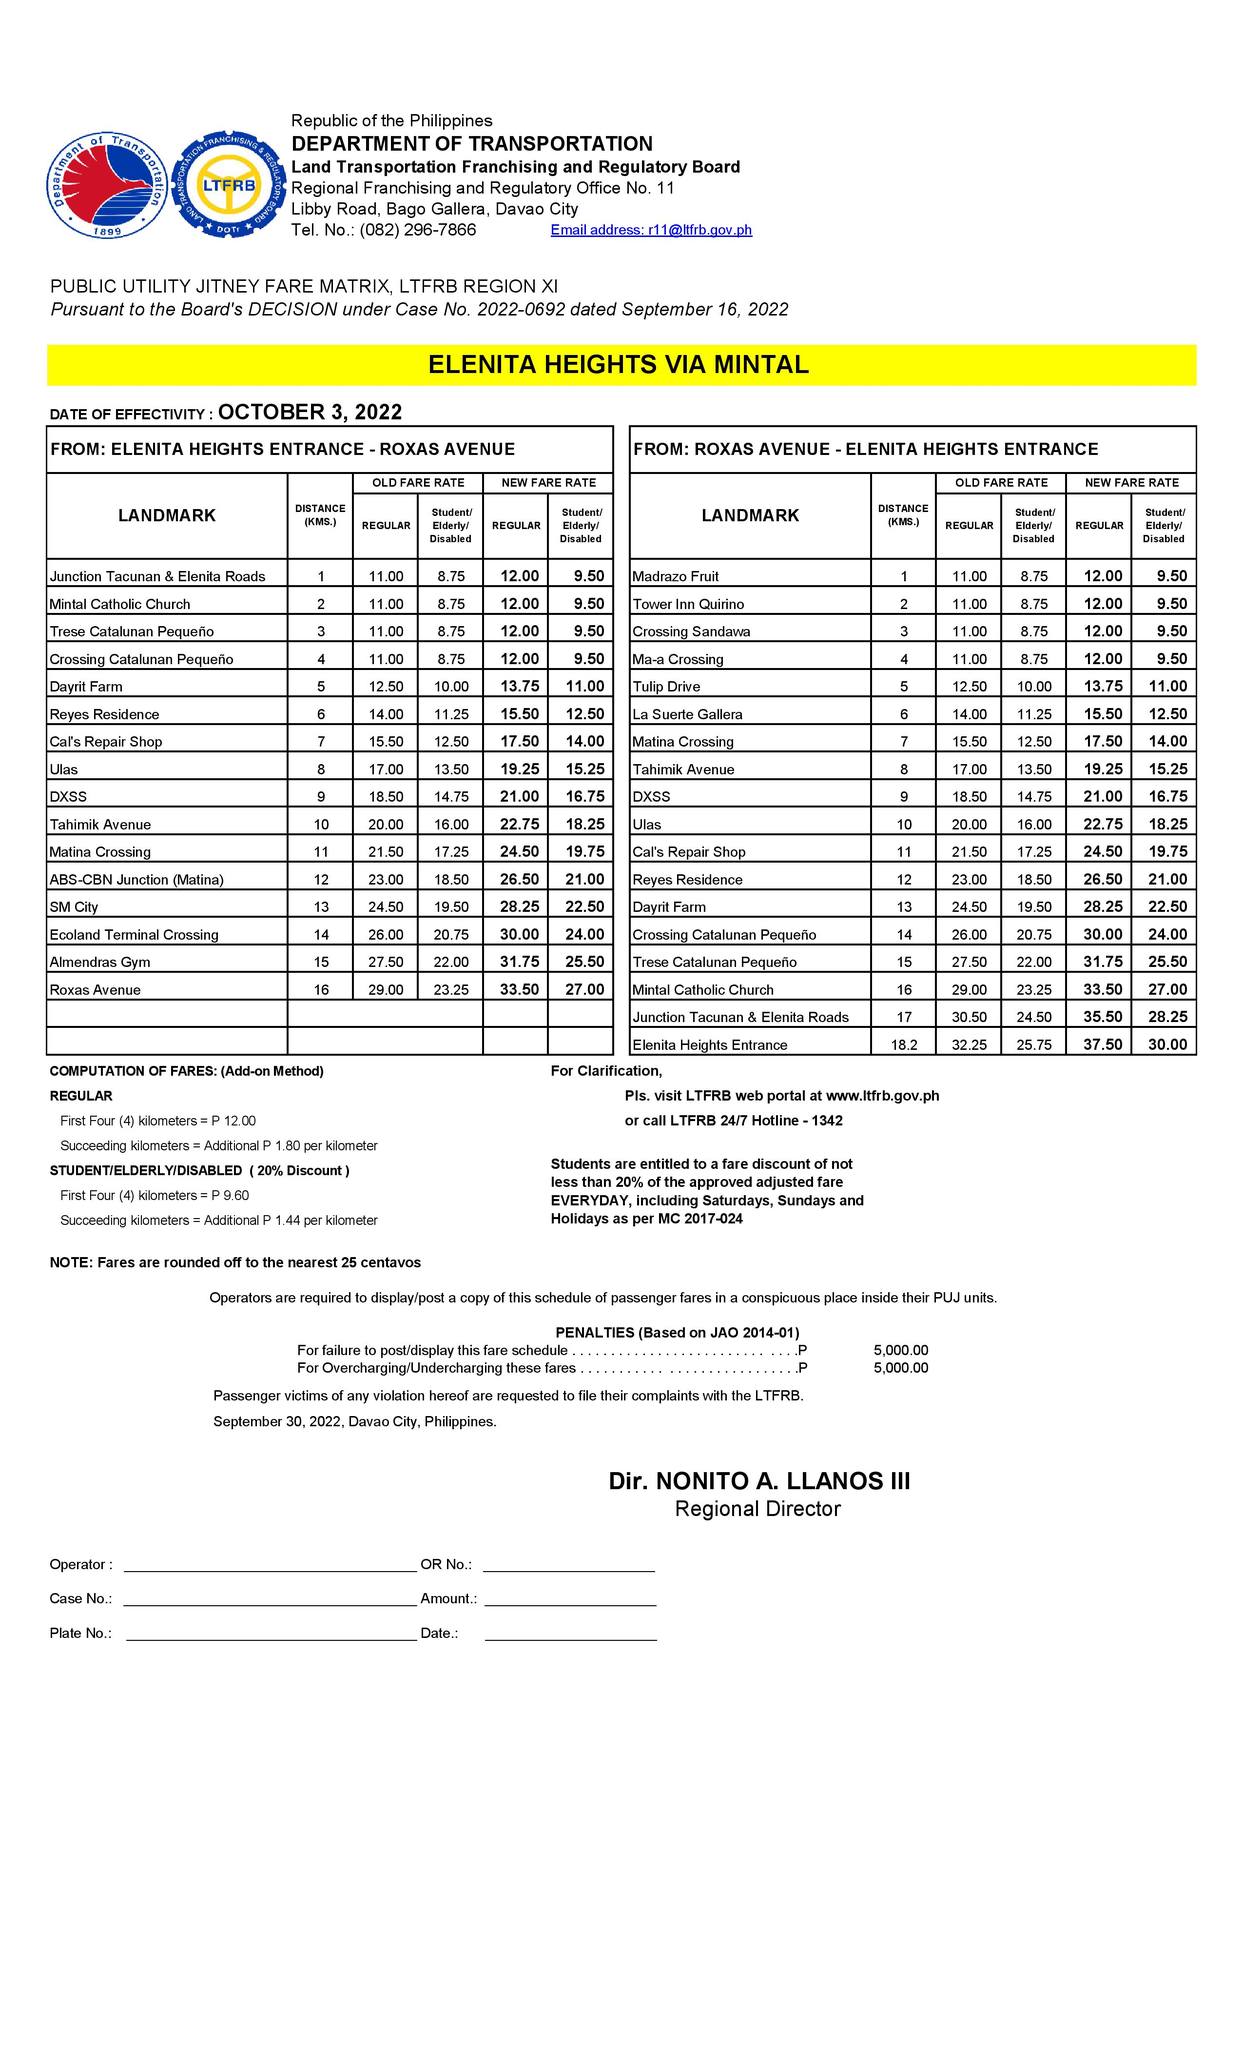 Republic of the Philippines
DEPARTMENT OF TRANSPORTATION
Land Transportation Franchising and Regulatory Board
Regional Franchising and Regulatory Office No. 11
Libby Road, Bago Gallera, Davao City
Tel. No.: (082) 296-7866 Email address: r11@ltfrb.gov.ph
Department of Transportation
1899
LAND TRANSPORTATION FRANCHISING & REGULATORY BOARD
LTFRB
DOTr
PUBLIC UTILITY JITNEY FARE MATRIX, LTFRB REGION XI
Pursuant to the Board's DECISION under Case No. 2022-0692 dated September 16, 2022
ELENITA HEIGHTS VIA MINTAL
DATE OF EFFECTIVITY : OCTOBER 3, 2022
FROM: ELENITA HEIGHTS ENTRANCE - ROXAS AVENUE
LANDMARK DISTANCE (KMS.) OLD FARE RATE NEW FARE RATE
REGULAR Student/ Elderly/ Disabled REGULAR Student/ Elderly/ Disabled
Junction Tacunan & Elenita Roads 1 11.00 8.75 12.00 9.50
Mintal Catholic Church 2 11.00 8.75 12.00 9.50
Trese Catalunan Pequeño 3 11.00 8.75 12.00 9.50
Crossing Catalunan Pequeño 4 11.00 8.75 12.00 9.50
Dayrit Farm 5 12.50 10.00 13.75 11.00
Reyes Residence 6 14.00 11.25 15.50 12.50
Cal's Repair Shop 7 15.50 12.50 17.50 14.00
Ulas 8 17.00 13.50 19.25 15.25
DXSS 9 18.50 14.75 21.00 16.75
Tahimik Avenue 10 20.00 16.00 22.75 18.25
Matina Crossing 11 21.50 17.25 24.50 19.75
ABS-CBN Junction (Matina) 12 23.00 18.50 26.50 21.00
SM City 13 24.50 19.50 28.25 22.50
Ecoland Terminal Crossing 14 26.00 20.75 30.00 24.00
Almendras Gym 15 27.50 22.00 31.75 25.50
Roxas Avenue 16 29.00 23.25 33.50 27.00
FROM: ROXAS AVENUE - ELENITA HEIGHTS ENTRANCE
LANDMARK DISTANCE (KMS.) OLD FARE RATE NEW FARE RATE
REGULAR Student/ Elderly/ Disabled REGULAR Student/ Elderly/ Disabled
Madrazo Fruit 1 11.00 8.75 12.00 9.50
Tower Inn Quirino 2 11.00 8.75 12.00 9.50
Crossing Sandawa 3 11.00 8.75 12.00 9.50
Ma-a Crossing 4 11.00 8.75 12.00 9.50
Tulip Drive 5 12.50 10.00 13.75 11.00
La Suerte Gallera 6 14.00 11.25 15.50 12.50
Matina Crossing 7 15.50 12.50 17.50 14.00
Tahimik Avenue 8 17.00 13.50 19.25 15.25
DXSS 9 18.50 14.75 21.00 16.75
Ulas 10 20.00 16.00 22.75 18.25
Cal's Repair Shop 11 21.50 17.25 24.50 19.75
Reyes Residence 12 23.00 18.50 26.50 21.00
Dayrit Farm 13 24.50 19.50 28.25 22.50
Crossing Catalunan Pequeño 14 26.00 20.75 30.00 24.00
Trese Catalunan Pequeño 15 27.50 22.00 31.75 25.50
Mintal Catholic Church 16 29.00 23.25 33.50 27.00
Junction Tacunan & Elenita Roads 17 30.50 24.50 35.50 28.25
Elenita Heights Entrance 18.2 32.25 25.75 37.50 30.00
COMPUTATION OF FARES: (Add-on Method)
REGULAR
First Four (4) kilometers = P 12.00
Succeeding kilometers = Additional P 1.80 per kilometer
STUDENT/ELDERLY/DISABLED ( 20% Discount )
First Four (4) kilometers = P 9.60
Succeeding kilometers = Additional P 1.44 per kilometer
For Clarification,
Pls. visit LTFRB web portal at www.ltfrb.gov.ph
or call LTFRB 24/7 Hotline - 1342
Students are entitled to a fare discount of not
less than 20% of the approved adjusted fare
EVERYDAY, including Saturdays, Sundays and
Holidays as per MC 2017-024
NOTE: Fares are rounded off to the nearest 25 centavos
Operators are required to display/post a copy of this schedule of passenger fares in a conspicuous place inside their PUJ units.
PENALTIES (Based on JAO 2014-01)
For failure to post/display this fare schedule . . . . . . . . . . . . . . . . . . . . . . . . . . . . .P 5,000.00
For Overcharging/Undercharging these fares . . . . . . . . . . . . . . . . . . . . . . . . . . . .P 5,000.00
Passenger victims of any violation hereof are requested to file their complaints with the LTFRB.
September 30, 2022, Davao City, Philippines.
Dir. NONITO A. LLANOS III
Regional Director
Operator : OR No.:
Case No.: Amount.:
Plate No.: Date.: